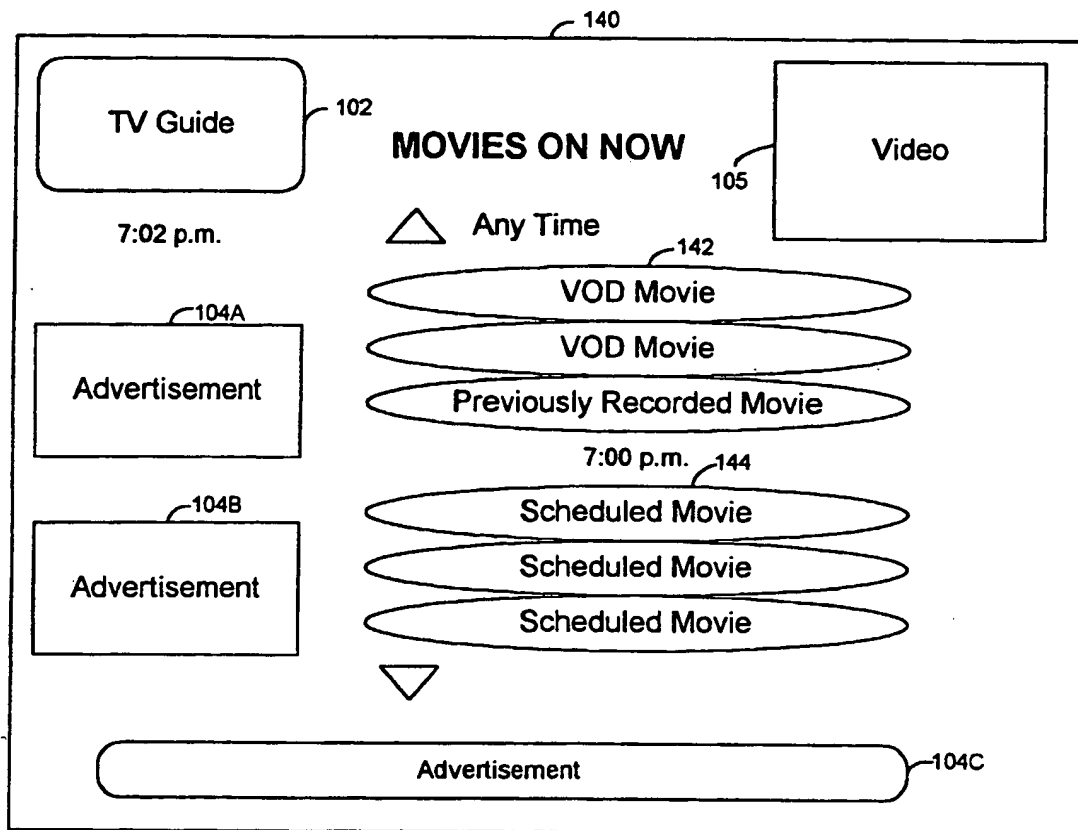 140
TV Guide
102
MOVIES ON NOW
Video
105
7:02 p.m.
Any Time
142
VOD Movie
104A
VOD Movie
Advertisement
Previously Recorded Movie
7:00 p.m.
144
104B
Scheduled Movie
Advertisement
Scheduled Movie
Scheduled Movie
Advertisement
104C